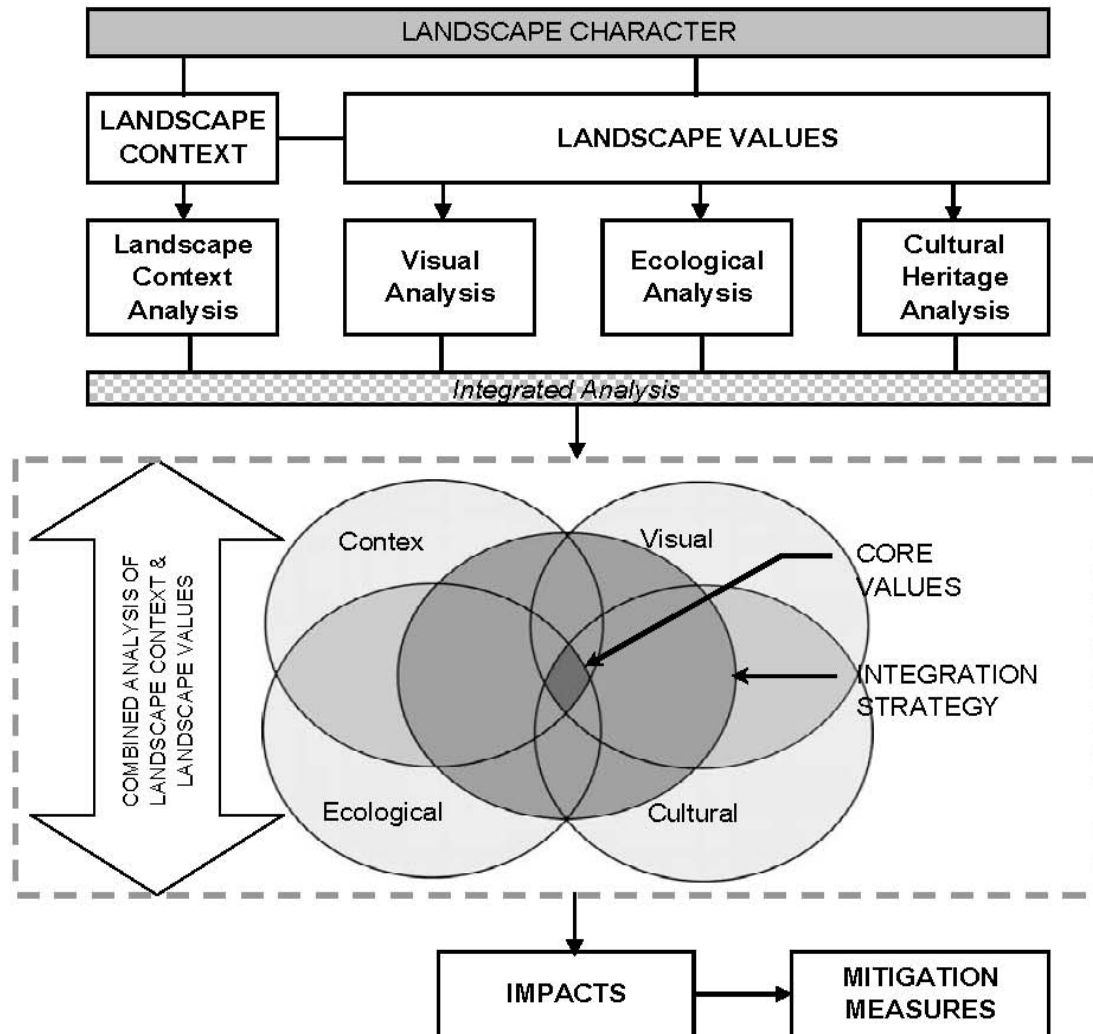 LANDSCAPE CHARACTER
LANDSCAPE
CONTEXT
LANDSCAPE VALUES
Landscape
Context
Analysis
Visual
Analysis
Ecological
Analysis
Cultural
Heritage
Analysis
Integrated Analysis
COMBINED ANALYSIS OF
LANDSCAPE CONTEXT &
LANDSCAPE VALUES
Contex
Visual
Ecological
Cultural
CORE
VALUES
INTEGRATION
STRATEGY
IMPACTS
MITIGATION
MEASURES